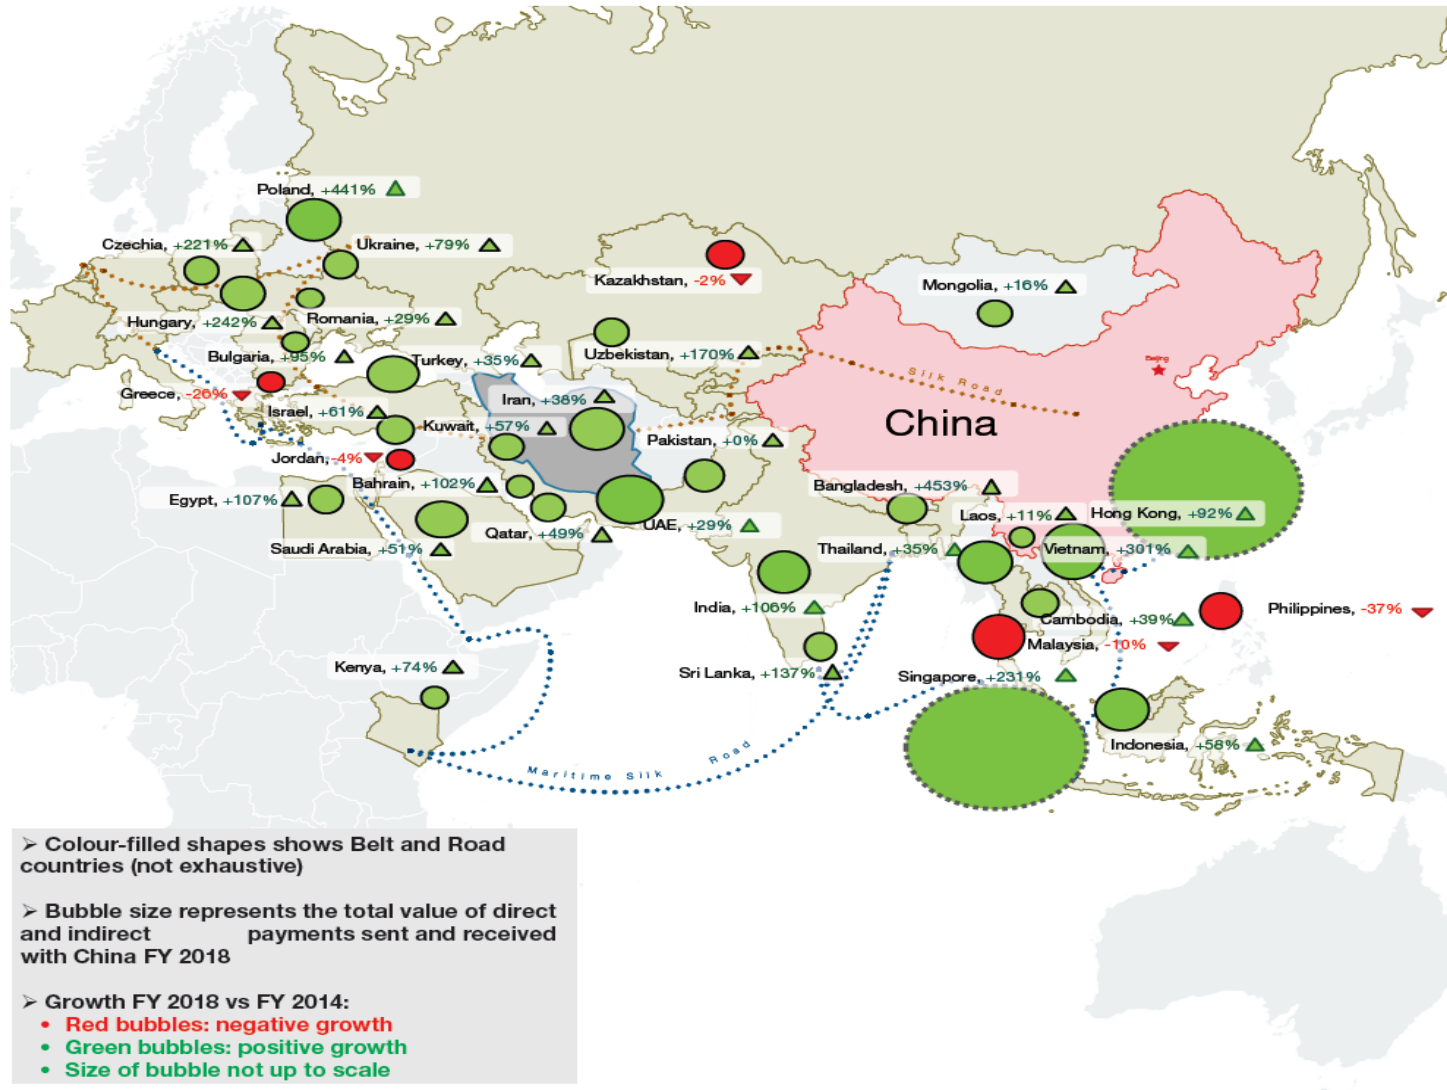 Poland, +441%
Czechia, +221%
Ukraine, +79%
Kazakhstan, -2%
Mongolia, +16%
Hungary, +242%
Romania, +29%
Bulgaria, +95%
Turkey, +35%
Uzbekistan, +170%
Beijing
Silk Road
Greece, -26%
Iran, +38%
Israel, +61%
Kuwait, +57%
China
Pakistan, +0%
Jordan, -4%
Bahrain, +102%
Bangladesh, +453%
Egypt, +107%
Laos, +11%
Hong Kong, +92%
Qatar, +49%
UAE, +29%
Saudi Arabia, +51%
Thailand, +35%
Vietnam, +301%
India, +106%
Philippines, -37%
Cambodia, +39%
Malaysia, -10%
Kenya, +74%
Sri Lanka, +137%
Singapore, +231%
Indonesia, +58%
Maritime Silk Road
➢ Colour-filled shapes shows Belt and Road
countries (not exhaustive)
➢ Bubble size represents the total value of direct
and indirect payments sent and received
with China FY 2018
➢ Growth FY 2018 vs FY 2014:
• Red bubbles: negative growth
• Green bubbles: positive growth
• Size of bubble not up to scale